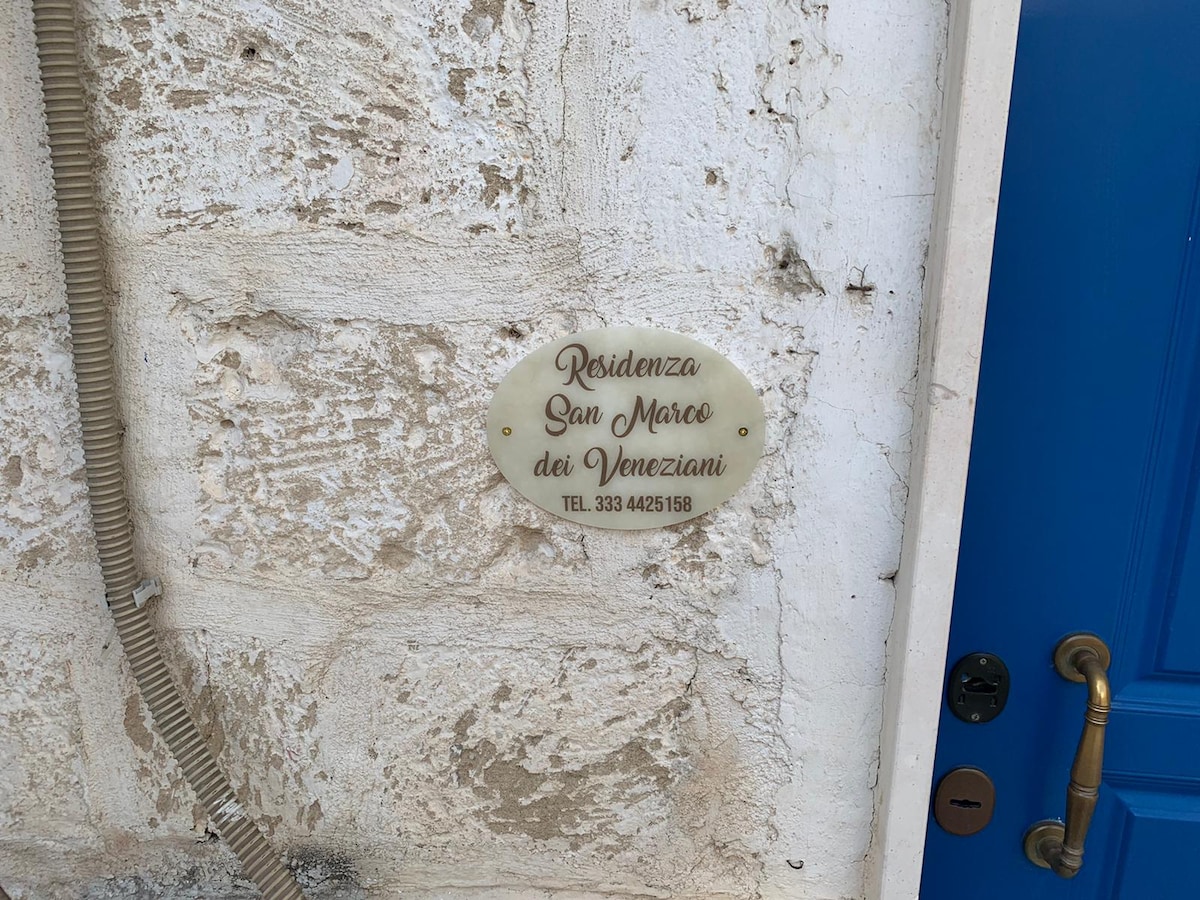 Residenza
San Marco
dei Veneziani
TEL. 333 4425158